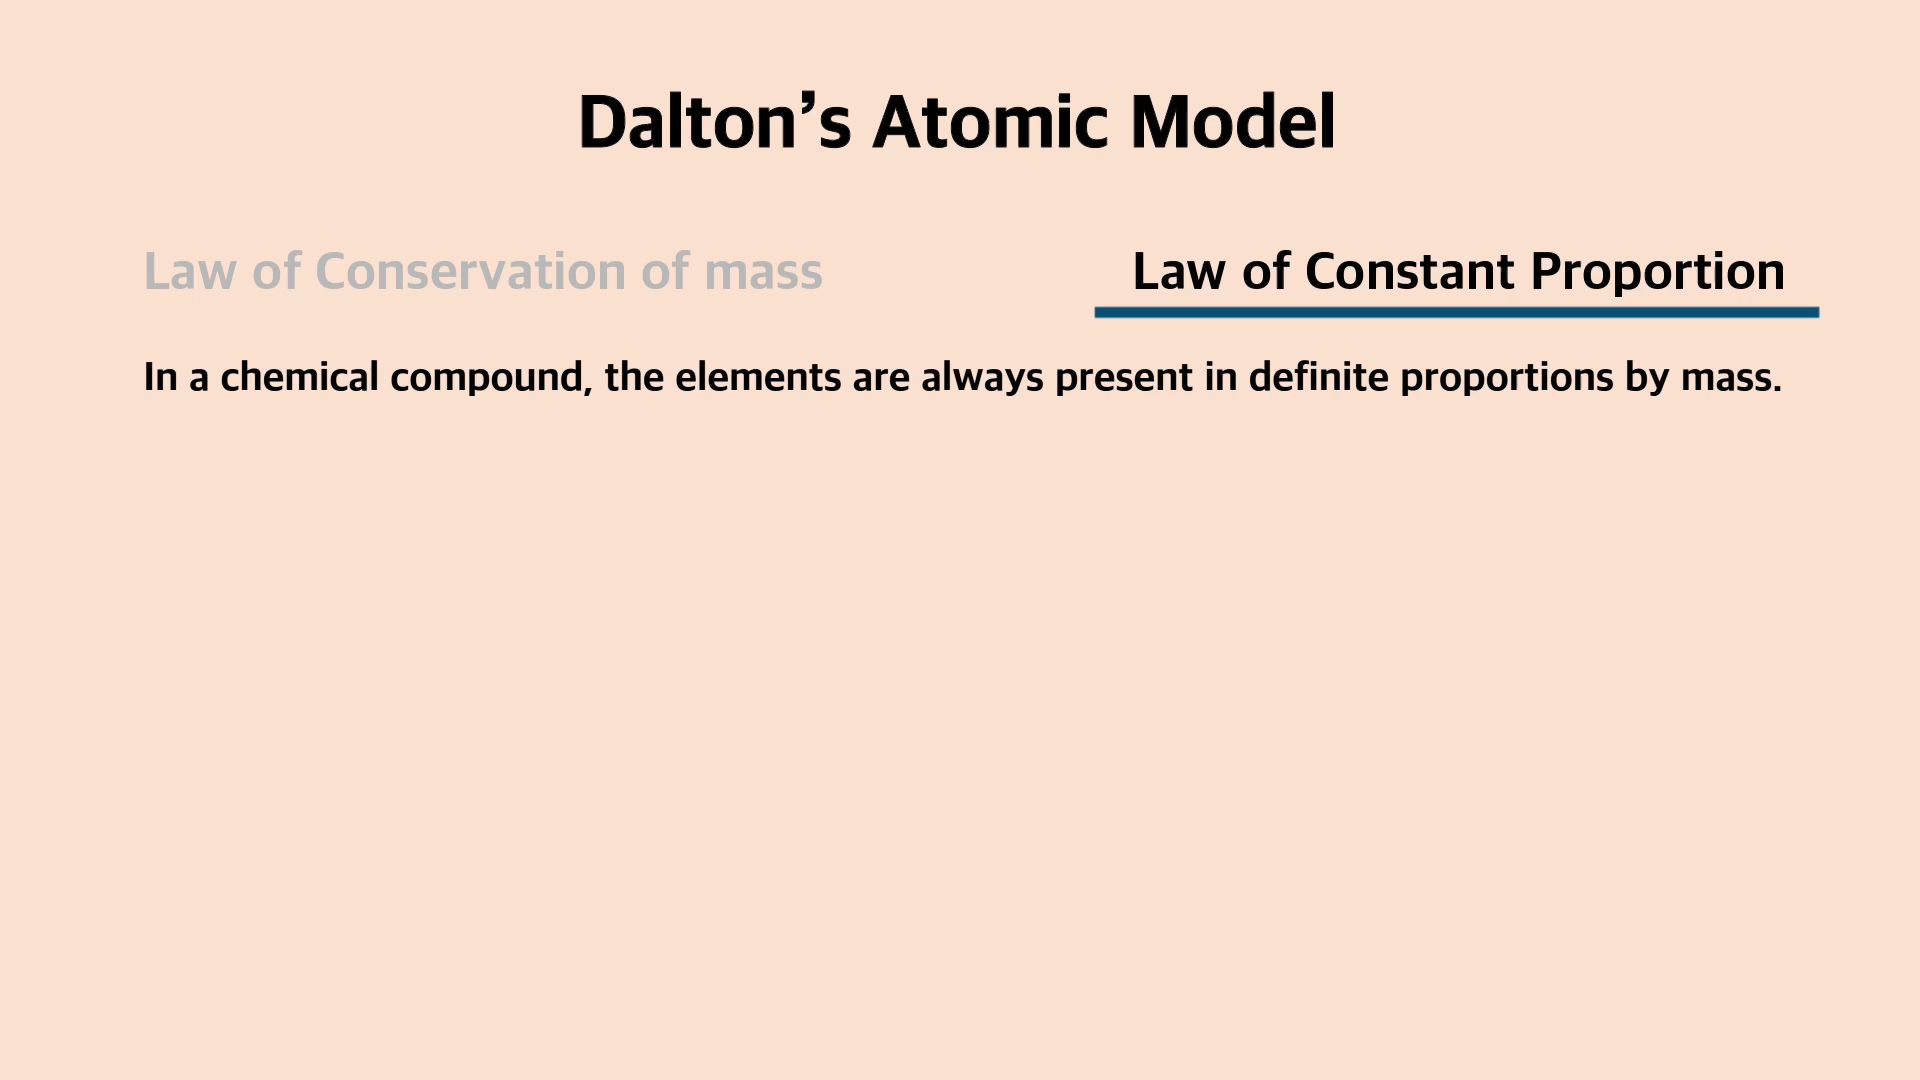 Dalton’s Atomic Model
Law of Conservation of mass
Law of Constant Proportion
In a chemical compound, the elements are always present in definite proportions by mass.